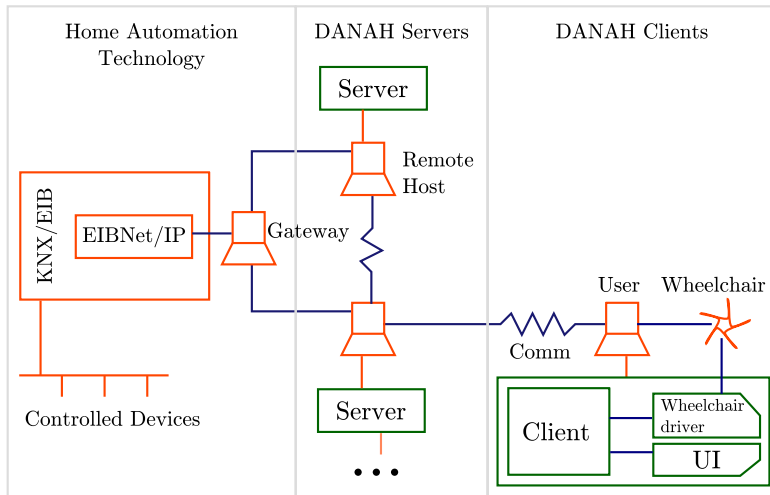 Home Automation
Technology
DANAH Servers
DANAH Clients
Server
Remote
Host
KNX/EIB
EIBNet/IP
Gateway
User
Wheelchair
Comm
Server
Controlled Devices
Client
Wheelchair
driver
UI